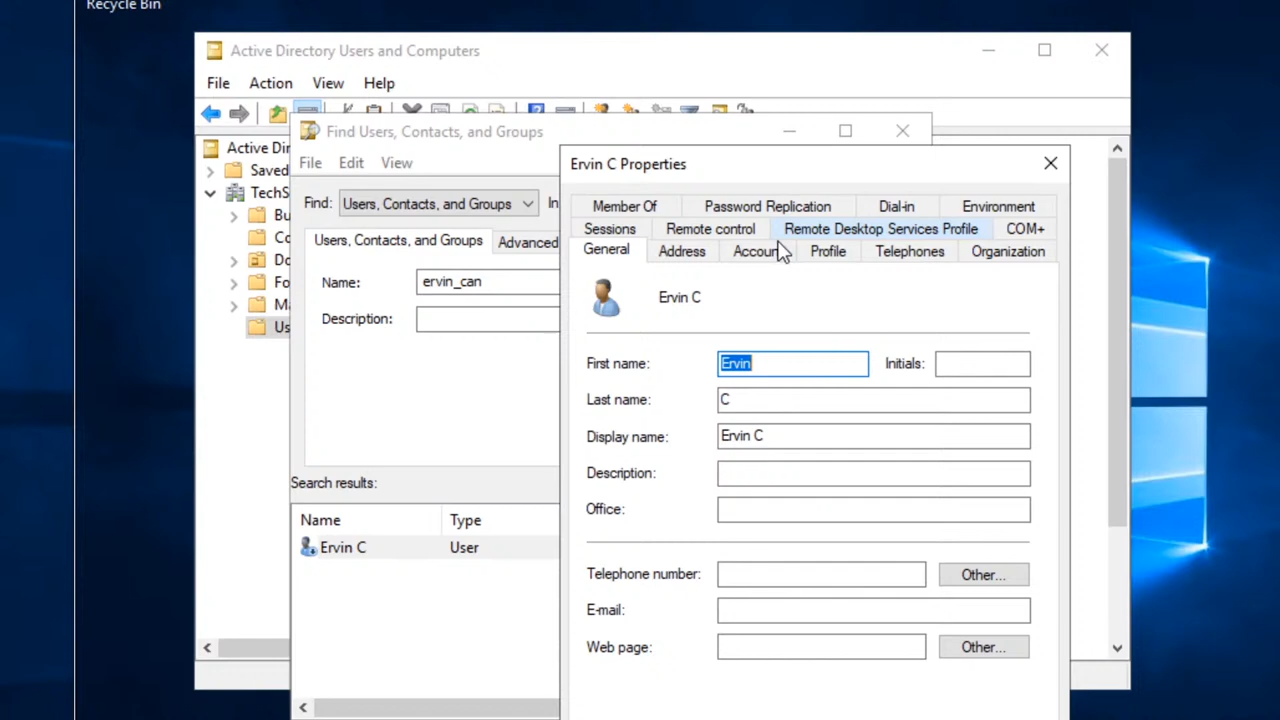 Recycle Bin
Active Directory Users and Computers
File Action View Help
Find Users, Contacts, and Groups
File Edit View
Find: Users, Contacts, and Groups In
Users, Contacts, and Groups Advanced
Name: ervin_can
Description:
Search results:
Name Type
Ervin C User
Active Dir
Saved
TechS
Bu
Co
Do
Fo
Ma
Us
Ervin C Properties
Member Of Password Replication Dial-in Environment
Sessions Remote control Remote Desktop Services Profile COM+
General Address Account Profile Telephones Organization
Ervin C
First name: Ervin Initials:
Last name: C
Display name: Ervin C
Description:
Office:
Telephone number: Other...
E-mail:
Web page: Other...